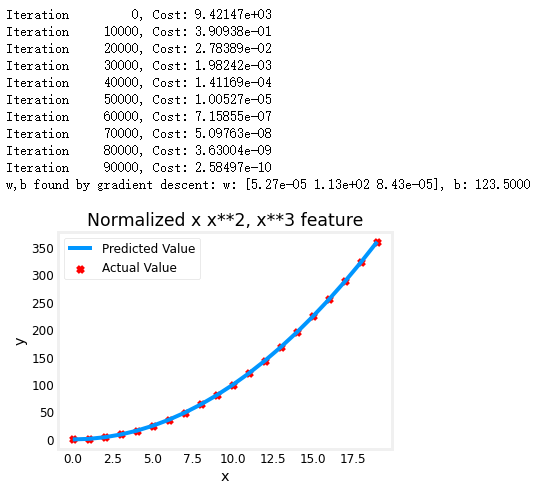 Iteration 0, Cost: 9.42147e+03
Iteration 10000, Cost: 3.90938e-01
Iteration 20000, Cost: 2.78389e-02
Iteration 30000, Cost: 1.98242e-03
Iteration 40000, Cost: 1.41169e-04
Iteration 50000, Cost: 1.00527e-05
Iteration 60000, Cost: 7.15855e-07
Iteration 70000, Cost: 5.09763e-08
Iteration 80000, Cost: 3.63004e-09
Iteration 90000, Cost: 2.58497e-10
w,b found by gradient descent: w: [5.27e-05 1.13e+02 8.43e-05], b: 123.5000
Normalized x x**2, x**3 feature
Predicted Value
Actual Value
y
350
300
250
200
150
100
50
0
0.0 2.5 5.0 7.5 10.0 12.5 15.0 17.5
x